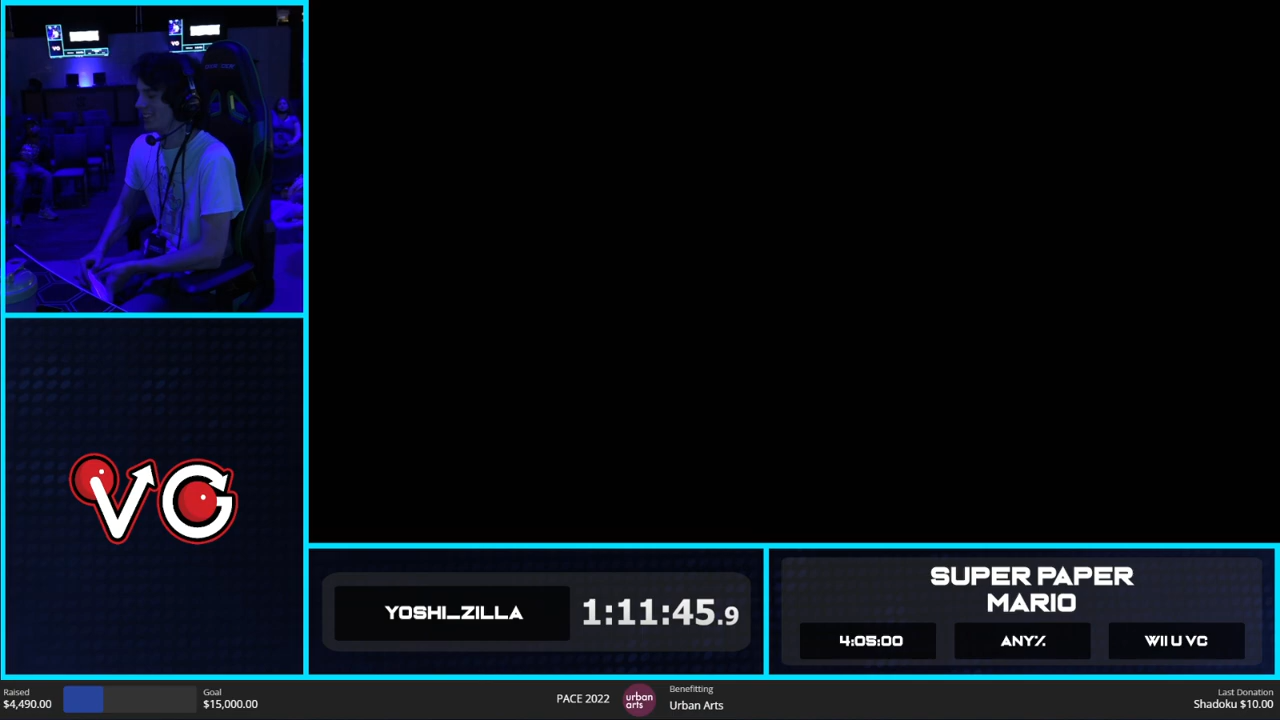 VG
YOSHI_ZILLA
1:11:45.9
SUPER PAPER
MARIO
4:05:00
ANY%
WII U VC
Raised
$4,490.00
Goal
$15,000.00
PACE 2022
urban
arts
Benefitting
Urban Arts
Last Donation
Shadoku $10.00